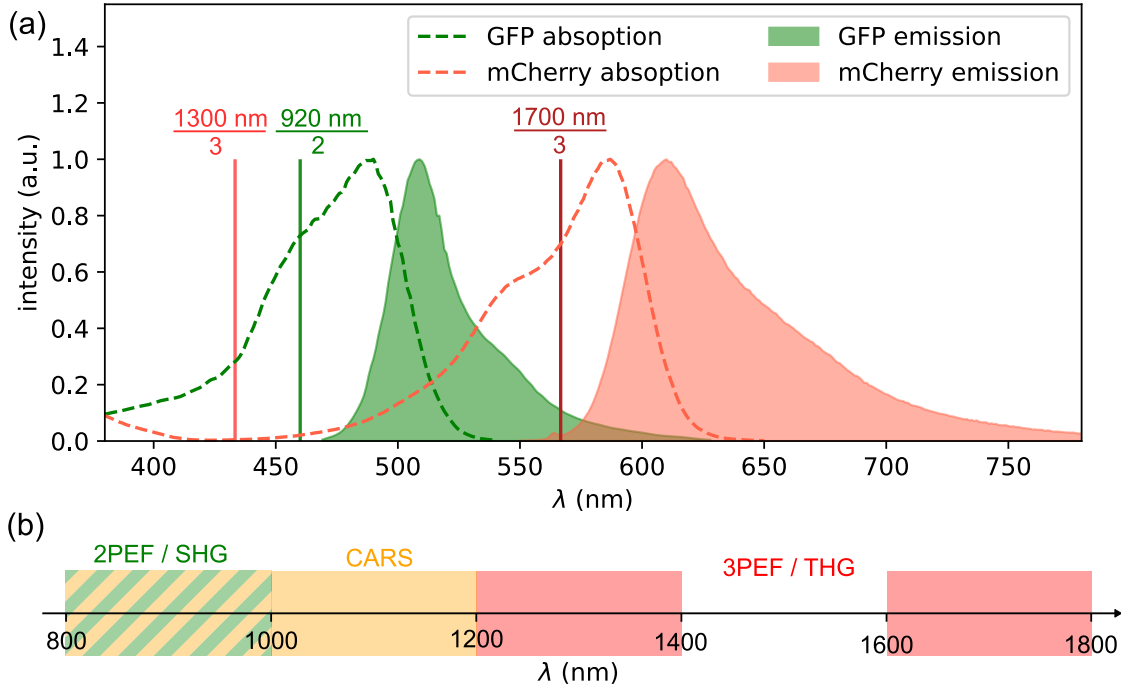 (a)
GFP absoption
mCherry absoption
GFP emission
mCherry emission
1300 nm
3
920 nm
2
1700 nm
3
intensity (a.u.)
1.4
1.2
1.0
0.8
0.6
0.4
0.2
0.0
400 450 500 550 600 650 700 750
λ (nm)
(b)
2PEF / SHG CARS 3PEF / THG
800 1000 1200 1400 1600 1800
λ (nm)